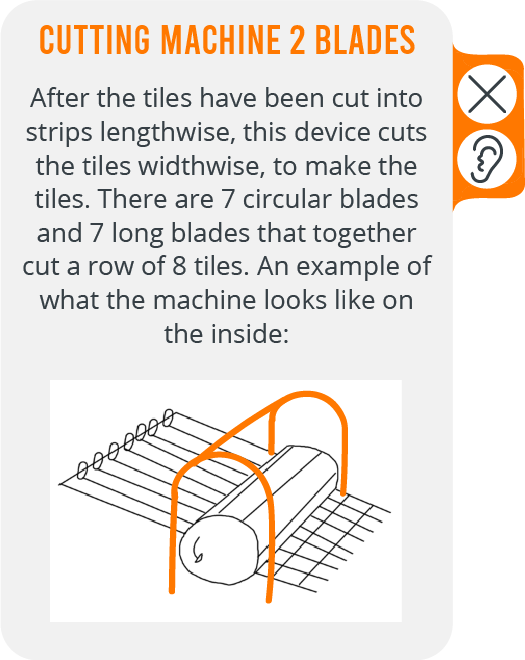 CUTTING MACHINE 2 BLADES
After the tiles have been cut into
strips lengthwise, this device cuts
the tiles widthwise, to make the
tiles. There are 7 circular blades
and 7 long blades that together
cut a row of 8 tiles. An example of
what the machine looks like on
the inside: